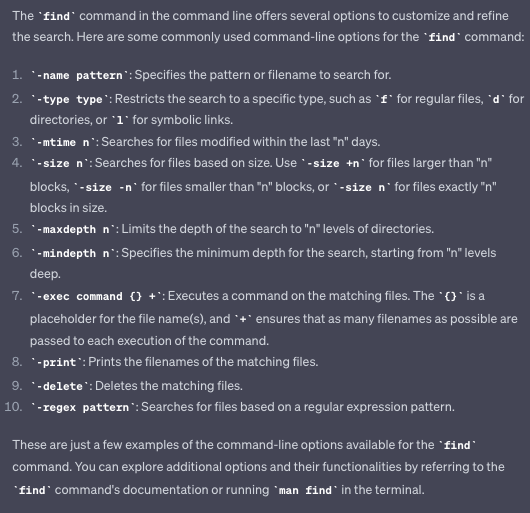 The `find` command in the command line offers several options to customize and refine
the search. Here are some commonly used command-line options for the `find` command:
1. `-name pattern`: Specifies the pattern or filename to search for.
2. `-type type`: Restricts the search to a specific type, such as `f` for regular files, `d` for
directories, or `l` for symbolic links.
3. `-mtime n`: Searches for files modified within the last "n" days.
4. `-size n`: Searches for files based on size. Use `-size +n` for files larger than "n"
blocks, `-size -n` for files smaller than "n" blocks, or `-size n` for files exactly "n"
blocks in size.
5. `-maxdepth n`: Limits the depth of the search to "n" levels of directories.
6. `-mindepth n`: Specifies the minimum depth for the search, starting from "n" levels
deep.
7. `-exec command {} +`: Executes a command on the matching files. The `{}` is a
placeholder for the file name(s), and `+` ensures that as many filenames as possible are
passed to each execution of the command.
8. `-print`: Prints the filenames of the matching files.
9. `-delete`: Deletes the matching files.
10. `-regex pattern`: Searches for files based on a regular expression pattern.
These are just a few examples of the command-line options available for the `find`
command. You can explore additional options and their functionalities by referring to the
`find` command's documentation or running `man find` in the terminal.